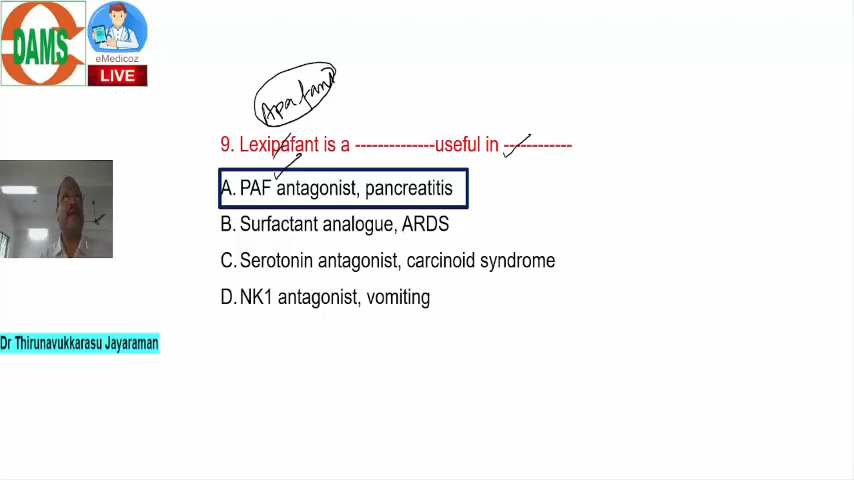 DAMS
eMedicoz
LIVE
Apafant
9. Lexipafant is a --------------useful in ------------
A. PAF antagonist, pancreatitis
B. Surfactant analogue, ARDS
C. Serotonin antagonist, carcinoid syndrome
D. NK1 antagonist, vomiting
Dr Thirunavukkarasu Jayaraman